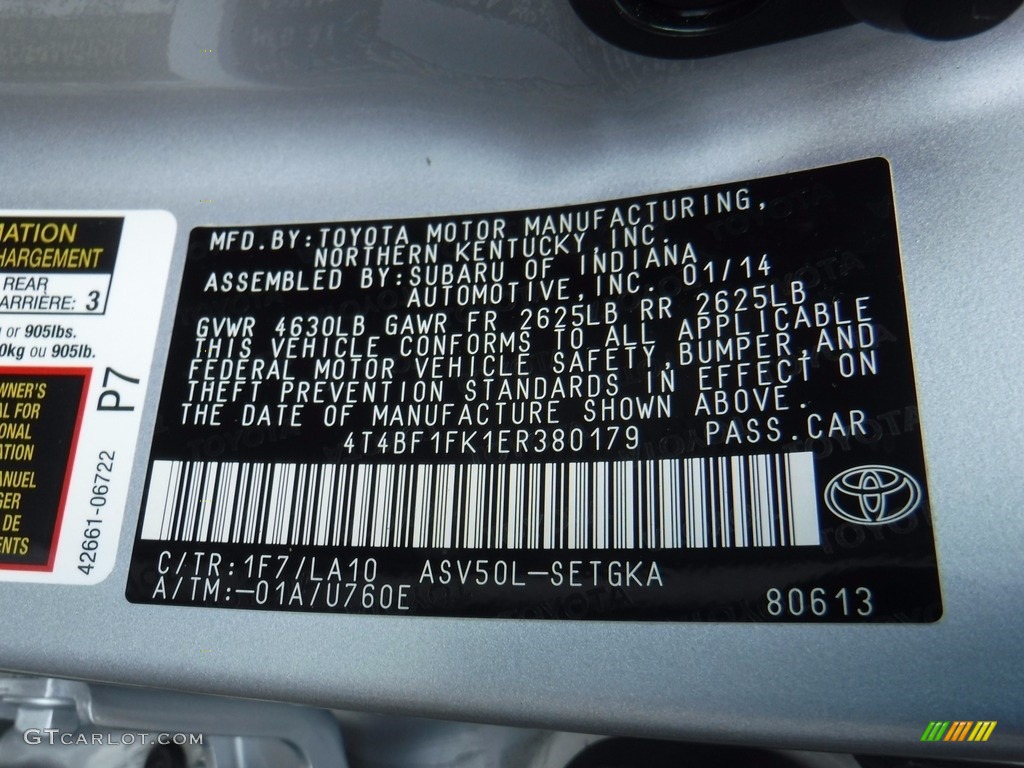 MATION
CHARGEMENT
REAR
ARRIÈRE: 3
or 905lbs.
0kg ou 905lb.
P7
WNER'S
AL FOR
ONAL
ATION
ANUEL
GER
DE
ENTS
42661-06722
MFD.BY:TOYOTA MOTOR MANUFACTURING,
NORTHERN KENTUCKY,INC.
ASSEMBLED BY:SUBARU OF INDIANA
AUTOMOTIVE,INC. 01/14
GVWR 4630LB GAWR FR 2625LB RR 2625LB
THIS VEHICLE CONFORMS TO ALL APPLICABLE
FEDERAL MOTOR VEHICLE SAFETY,BUMPER,AND
THEFT PREVENTION STANDARDS IN EFFECT ON
THE DATE OF MANUFACTURE SHOWN ABOVE.
4T4BF1FK1ER380179 PASS.CAR
C/TR:1F7/LA10 ASV50L-SETGKA
A/TM:-01A/U760E
80613
GTCARLOT.COM